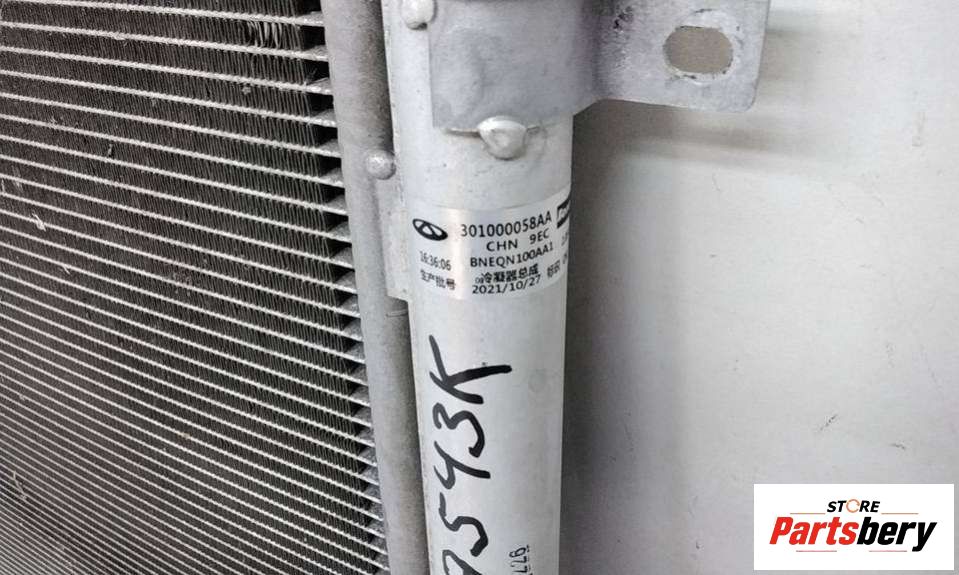 301000058AA
CHN 9EC
16:36:06 BNEQN100AA1
生产批号 冷凝器总成
2021/10/27
9543K
STORE
Partsbery